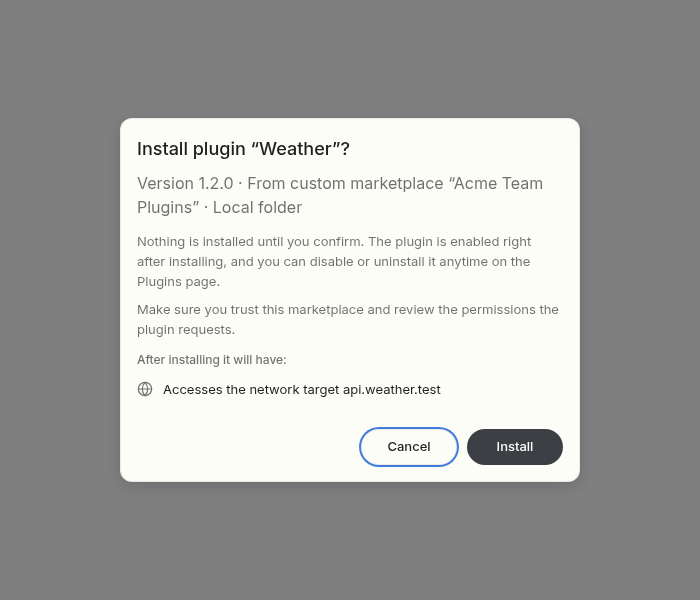 Install plugin “Weather”?
Version 1.2.0 · From custom marketplace “Acme Team
Plugins” · Local folder
Nothing is installed until you confirm. The plugin is enabled right
after installing, and you can disable or uninstall it anytime on the
Plugins page.
Make sure you trust this marketplace and review the permissions the
plugin requests.
After installing it will have:
Accesses the network target api.weather.test
Cancel
Install